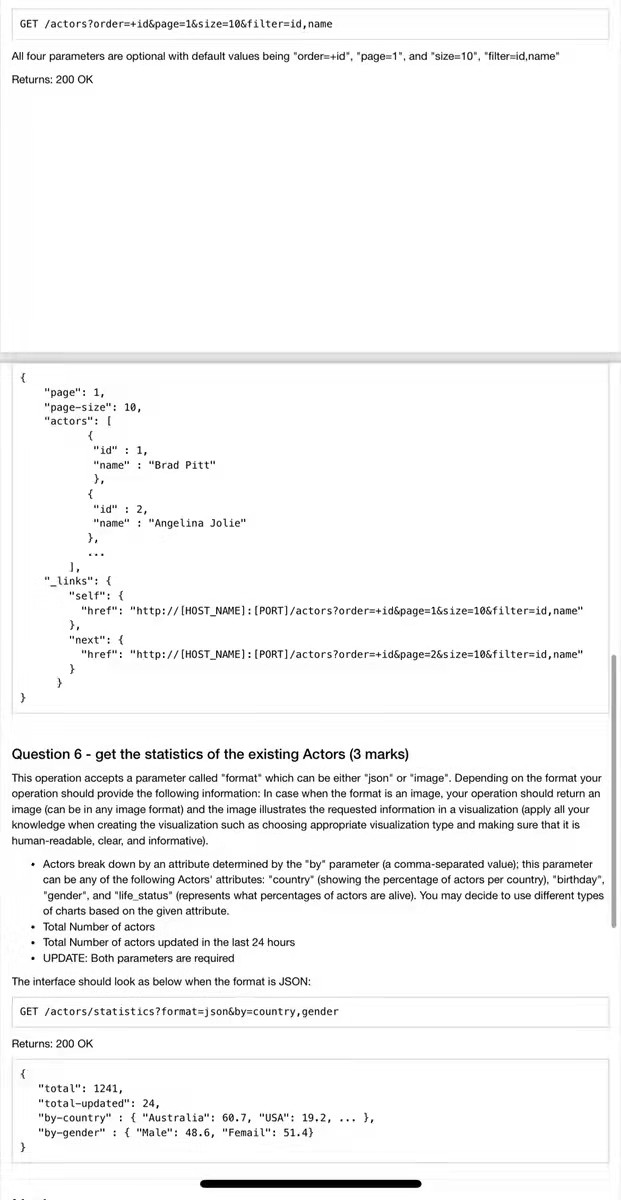 GET /actors?order=+id&page=1&size=10&filter=id,name
All four parameters are optional with default values being "order=+id", "page=1", and "size=10", "filter=id,name"
Returns: 200 OK
{
"page": 1,
"page-size": 10,
"actors": [
{
"id" : 1,
"name" : "Brad Pitt"
},
{
"id" : 2,
"name" : "Angelina Jolie"
},
...
],
"_links": {
"self": {
"href": "http://[HOST_NAME]:[PORT]/actors?order=+id&page=1&size=10&filter=id,name"
},
"next": {
"href": "http://[HOST_NAME]:[PORT]/actors?order=+id&page=2&size=10&filter=id,name"
}
}
}
Question 6 - get the statistics of the existing Actors (3 marks)
This operation accepts a parameter called "format" which can be either "json" or "image". Depending on the format your
operation should provide the following information: In case when the format is an image, your operation should return an
image (can be in any image format) and the image illustrates the requested information in a visualization (apply all your
knowledge when creating the visualization such as choosing appropriate visualization type and making sure that it is
human-readable, clear, and informative).
• Actors break down by an attribute determined by the "by" parameter (a comma-separated value); this parameter
can be any of the following Actors' attributes: "country" (showing the percentage of actors per country), "birthday",
"gender", and "life_status" (represents what percentages of actors are alive). You may decide to use different types
of charts based on the given attribute.
• Total Number of actors
• Total Number of actors updated in the last 24 hours
• UPDATE: Both parameters are required
The interface should look as below when the format is JSON:
GET /actors/statistics?format=json&by=country,gender
Returns: 200 OK
{
"total": 1241,
"total-updated": 24,
"by-country" : { "Australia": 60.7, "USA": 19.2, ... },
"by-gender" : { "Male": 48.6, "Femail": 51.4}
}